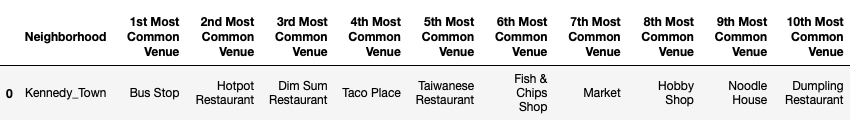 Neighborhood 1st Most Common Venue 2nd Most Common Venue 3rd Most Common Venue 4th Most Common Venue 5th Most Common Venue 6th Most Common Venue 7th Most Common Venue 8th Most Common Venue 9th Most Common Venue 10th Most Common Venue
0 Kennedy_Town Bus Stop Hotpot Restaurant Dim Sum Restaurant Taco Place Taiwanese Restaurant Fish & Chips Shop Market Hobby Shop Noodle House Dumpling Restaurant